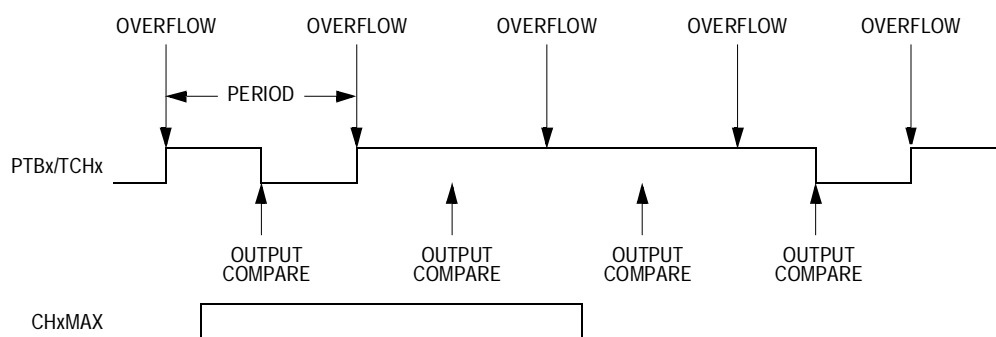 OVERFLOW OVERFLOW OVERFLOW OVERFLOW OVERFLOW
PERIOD
PTBx/TCHx
OUTPUT
COMPARE
OUTPUT
COMPARE
OUTPUT
COMPARE
OUTPUT
COMPARE
CHxMAX